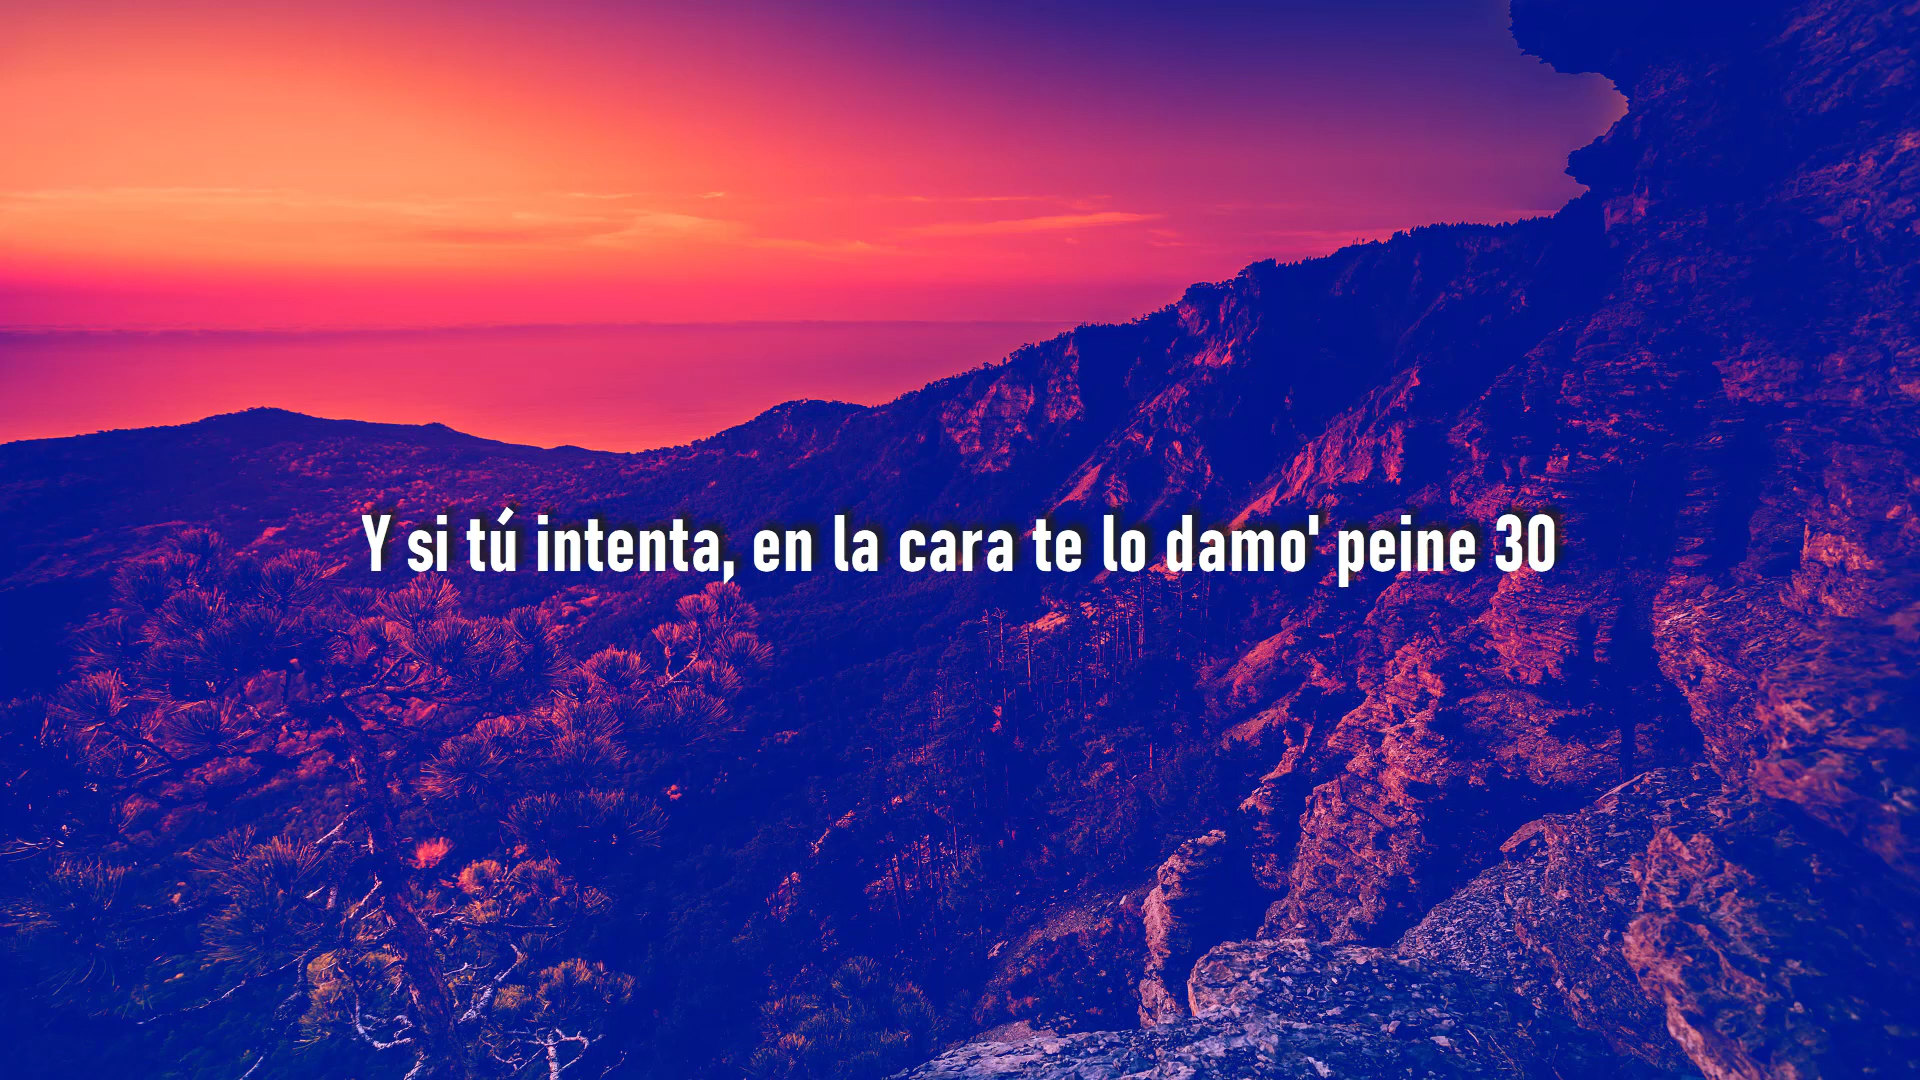 Y si tú intenta, en la cara te lo damo' peine 30